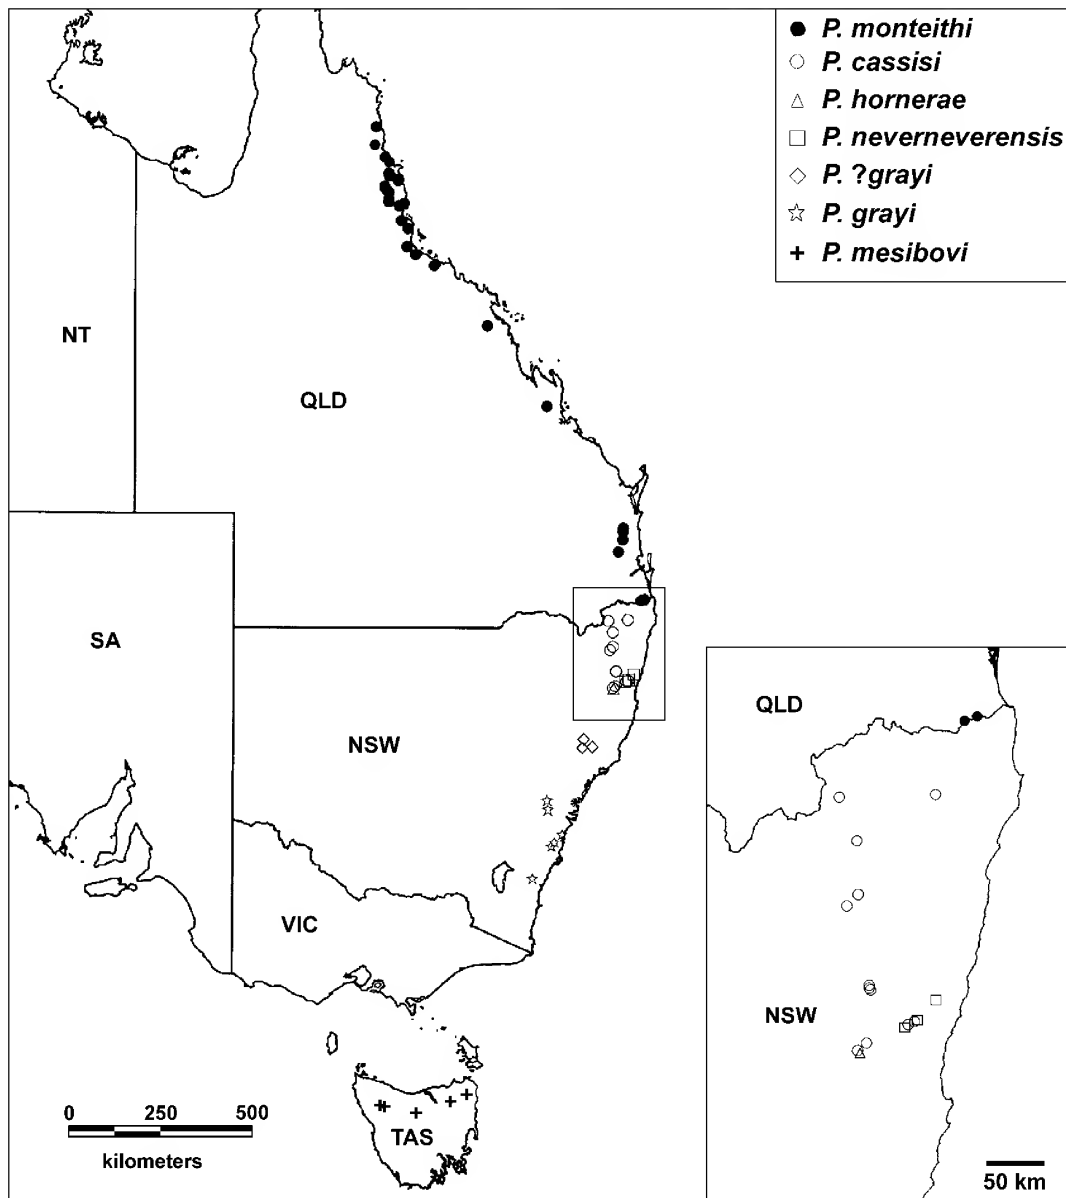 P. monteithi
P. cassisi
P. hornerae
P. neverneverensis
P. ?grayi
P. grayi
P. mesibovi
NT
QLD
SA
NSW
VIC
TAS
0 250 500
kilometers
QLD
NSW
50 km